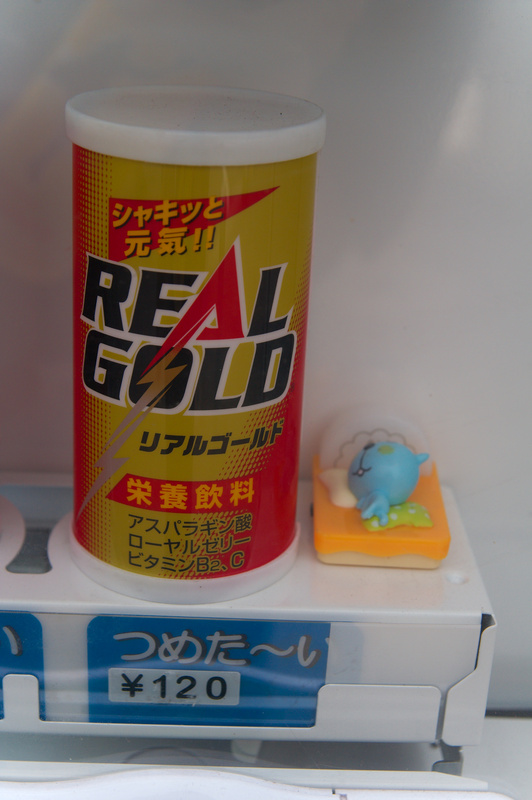 シャキッと
元気!!
REAL
GOLD
リアルゴールド
栄養飲料
アスパラギン酸
ローヤルゼリー
ビタミンB2、C
い
つめた〜い
¥120